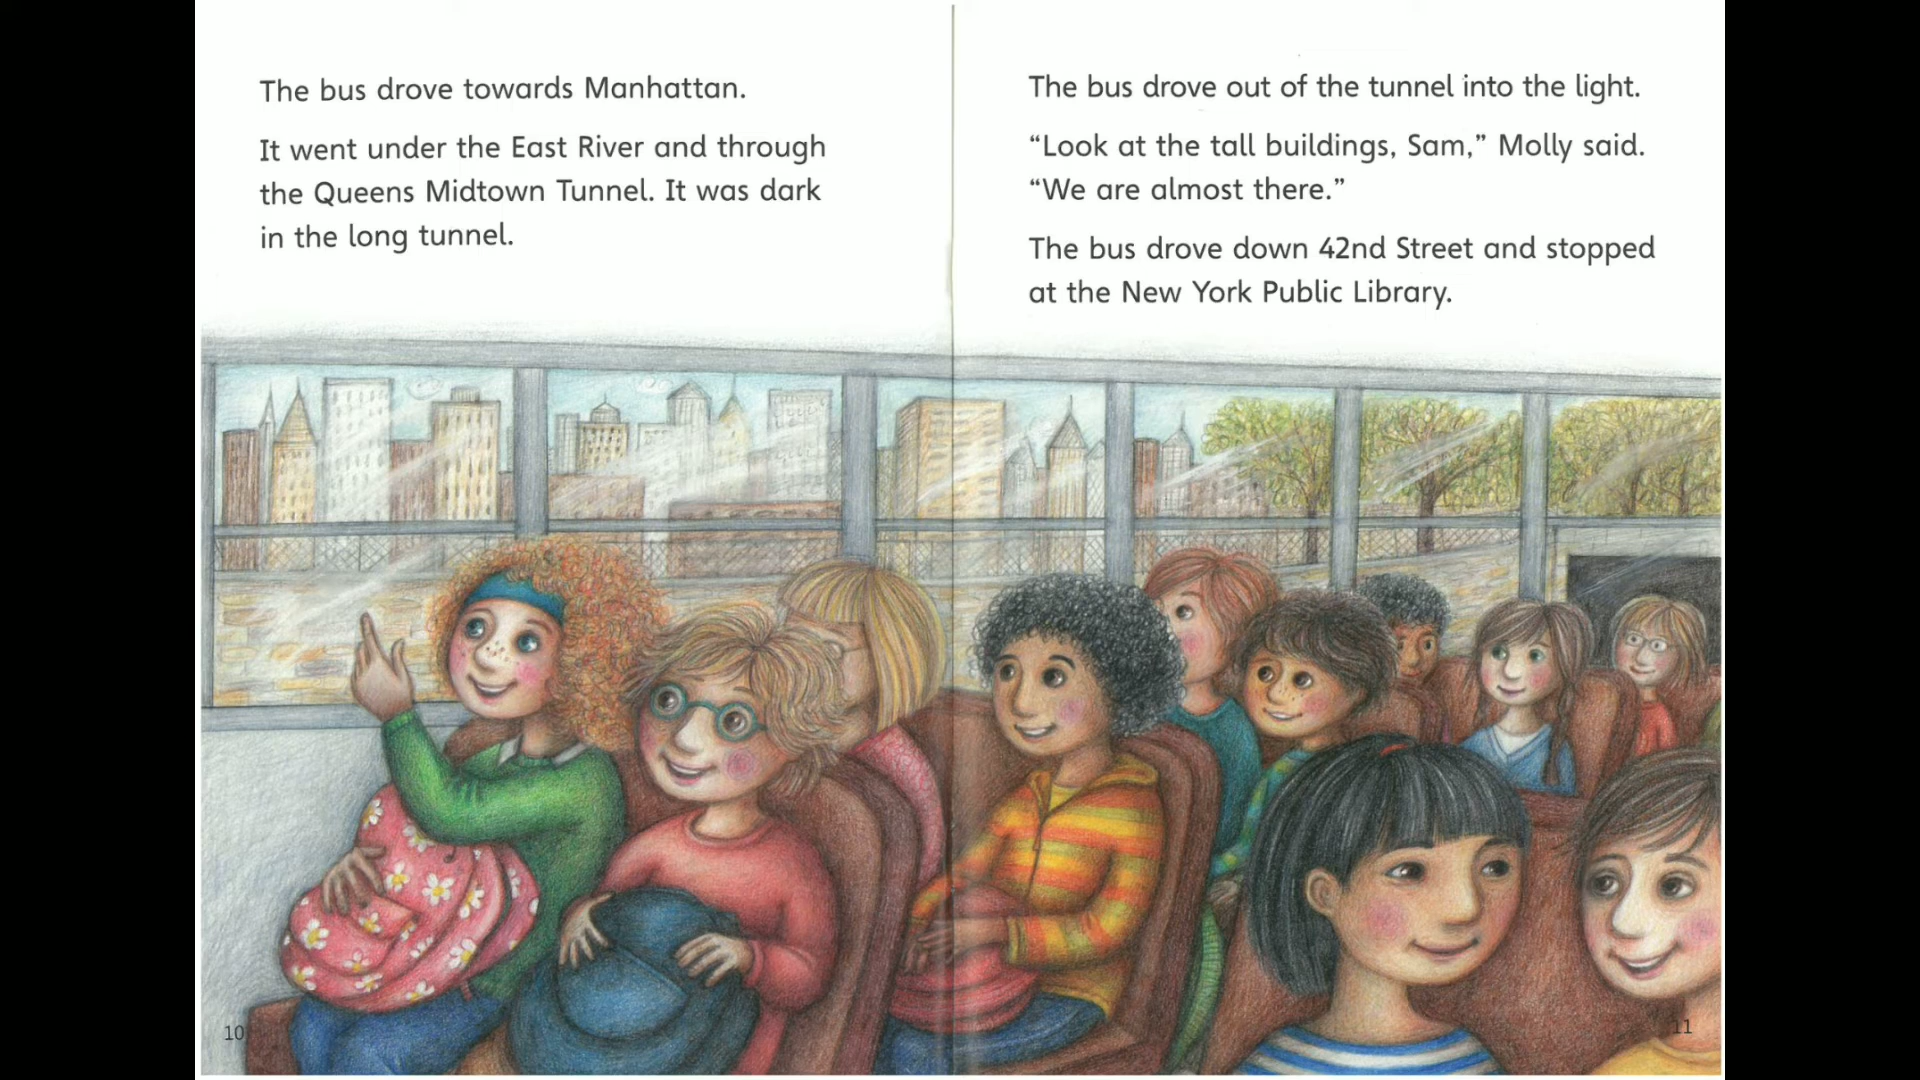 The bus drove towards Manhattan.
It went under the East River and through
the Queens Midtown Tunnel. It was dark
in the long tunnel.
10
The bus drove out of the tunnel into the light.
“Look at the tall buildings, Sam,” Molly said.
“We are almost there.”
The bus drove down 42nd Street and stopped
at the New York Public Library.
11